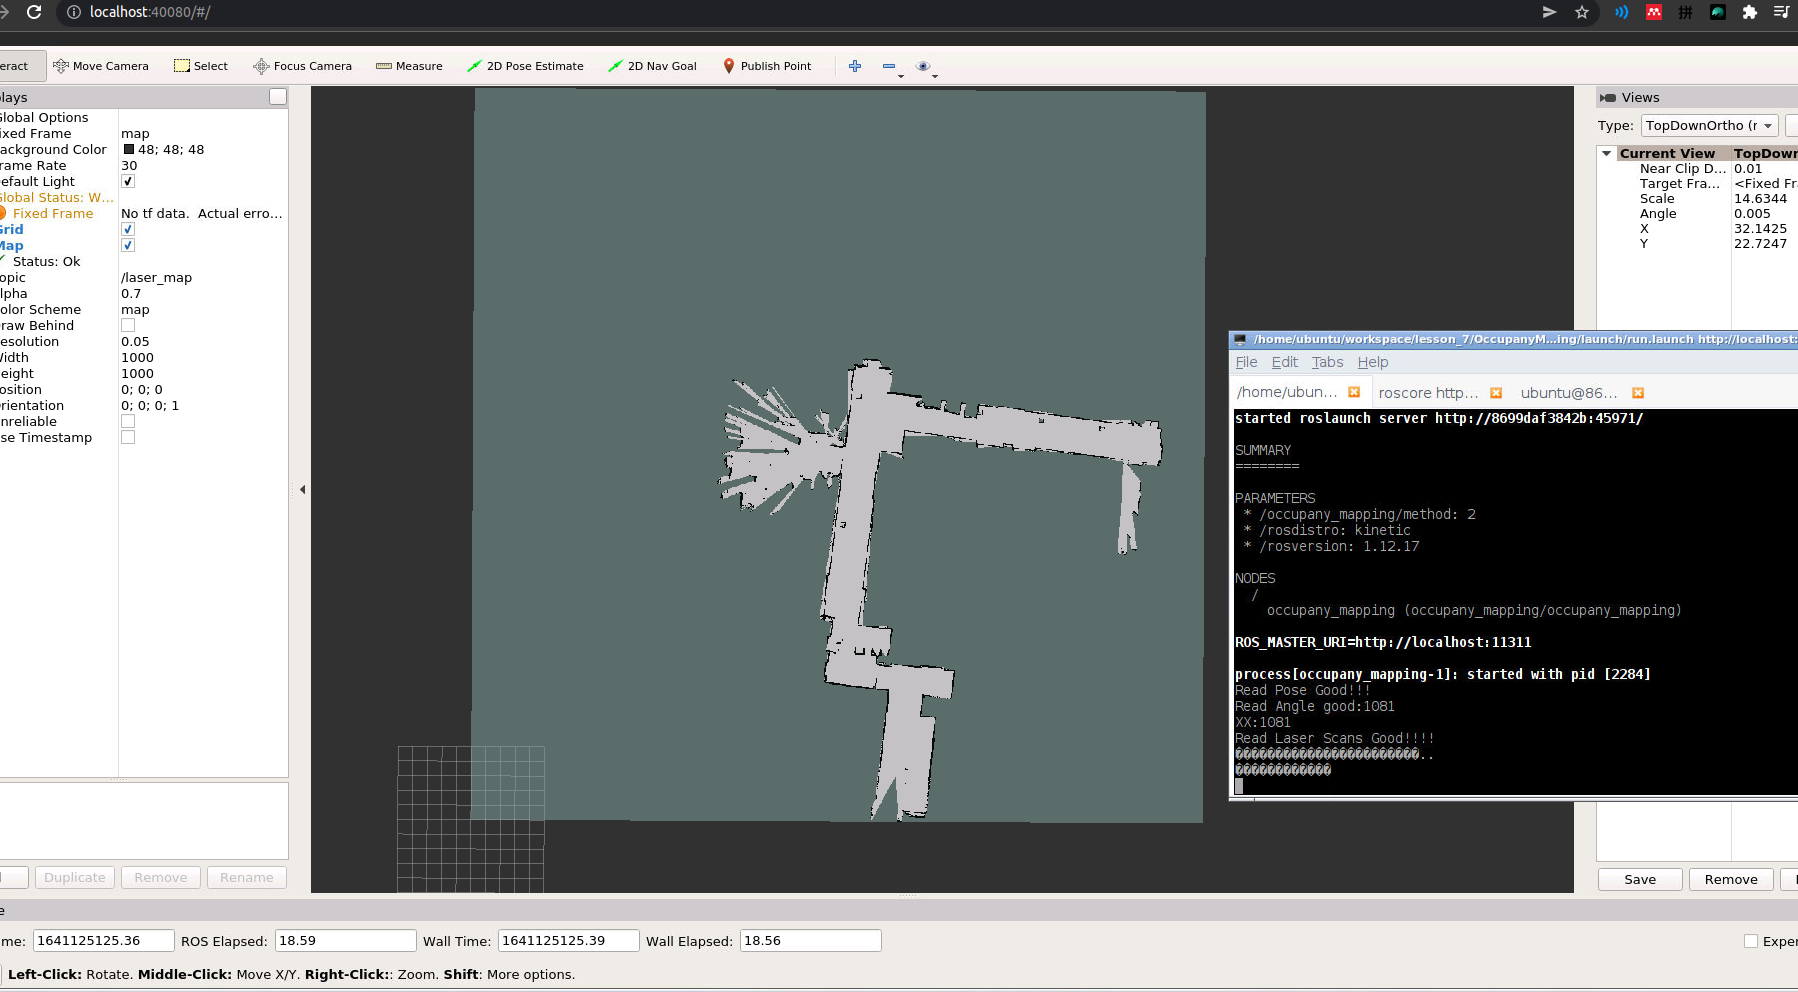 localhost:40080/#/
eract Move Camera Select Focus Camera Measure 2D Pose Estimate 2D Nav Goal Publish Point
lays
Global Options
ixed Frame map
ackground Color 48; 48; 48
rame Rate 30
efault Light
Global Status: W...
Fixed Frame No tf data. Actual erro...
Grid
Map
Status: Ok
opic /laser_map
lpha 0.7
olor Scheme map
raw Behind
esolution 0.05
Width 1000
eight 1000
osition 0; 0; 0
rientation 0; 0; 0; 1
nreliable
se Timestamp
Duplicate Remove Rename
Views
Type: TopDownOrtho (r
Current View TopDown
Near Clip D... 0.01
Target Fra... <Fixed Fra
Scale 14.6344
Angle 0.005
X 32.1425
Y 22.7247
/home/ubuntu/workspace/lesson_7/OccupanyM...ing/launch/run.launch http://localhost:
File Edit Tabs Help
/home/ubun... roscore http... ubuntu@86...
started roslaunch server http://8699daf3842b:45971/
SUMMARY
========
PARAMETERS
* /occupany_mapping/method: 2
* /rosdistro: kinetic
* /rosversion: 1.12.17
NODES
/
occupany_mapping (occupany_mapping/occupany_mapping)
ROS_MASTER_URI=http://localhost:11311
process[occupany_mapping-1]: started with pid [2284]
Read Pose Good!!!
Read Angle good:1081
XX:1081
Read Laser Scans Good!!!!
Save Remove
e
me: 1641125125.36 ROS Elapsed: 18.59 Wall Time: 1641125125.39 Wall Elapsed: 18.56 Exper
Left-Click: Rotate. Middle-Click: Move X/Y. Right-Click:: Zoom. Shift: More options.